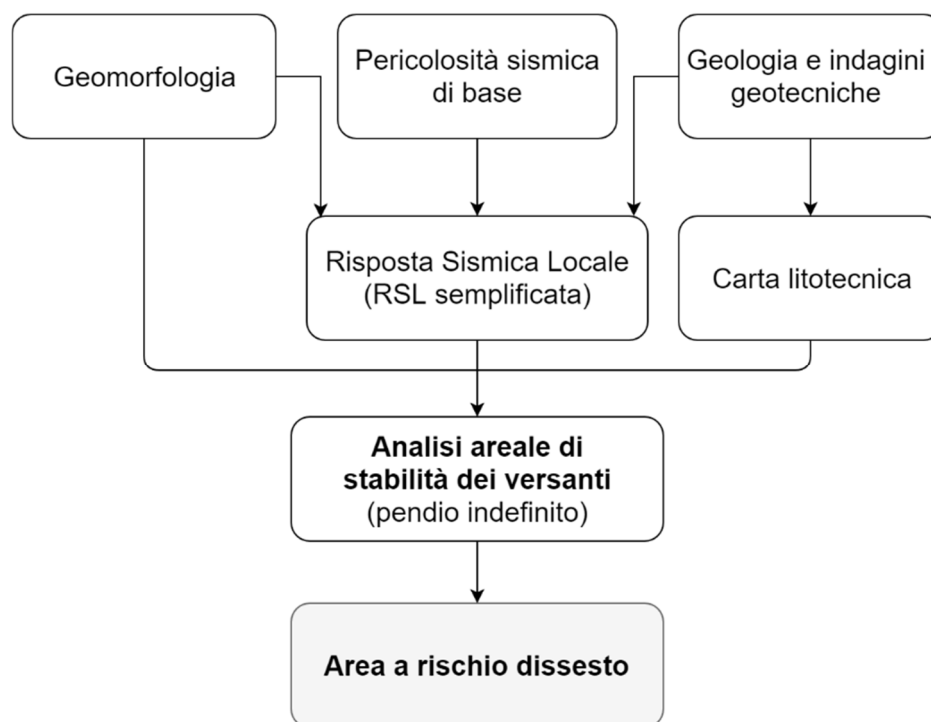 Geomorfologia
Pericolosità sismica
di base
Geologia e indagini
geotecniche
Risposta Sismica Locale
(RSL semplificata)
Carta litotecnica
Analisi areale di
stabilità dei versanti
(pendio indefinito)
Area a rischio dissesto